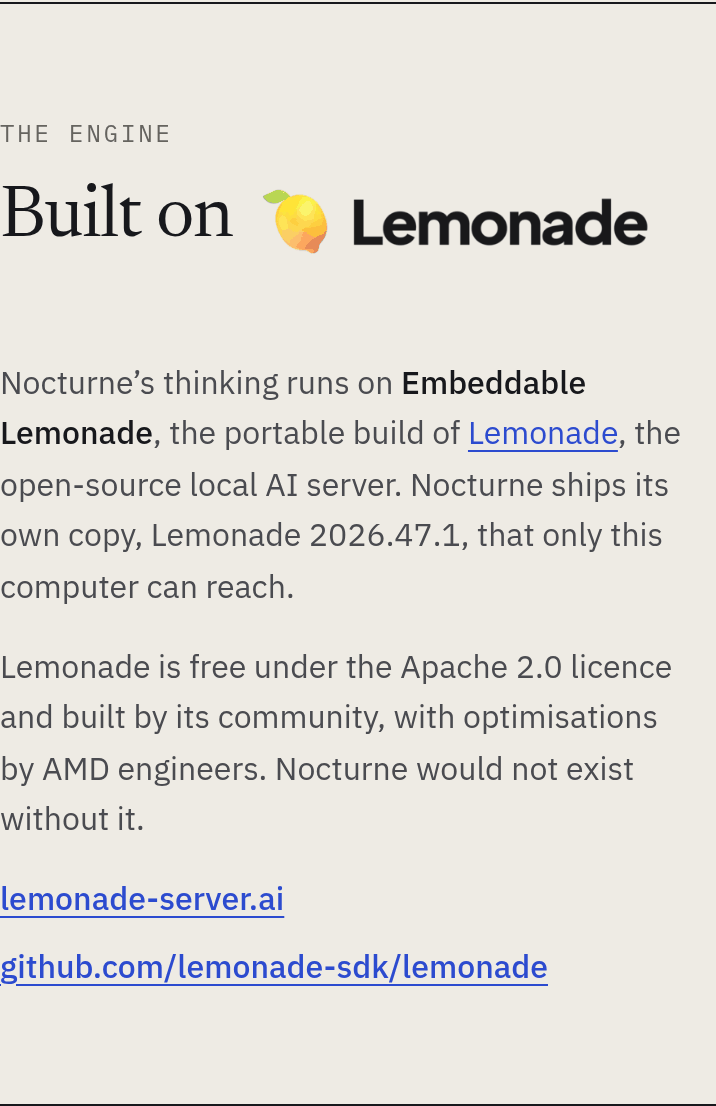 THE ENGINE
Built on Lemonade
Nocturne’s thinking runs on Embeddable
Lemonade, the portable build of Lemonade, the
open-source local AI server. Nocturne ships its
own copy, Lemonade 2026.47.1, that only this
computer can reach.
Lemonade is free under the Apache 2.0 licence
and built by its community, with optimisations
by AMD engineers. Nocturne would not exist
without it.
lemonade-server.ai
github.com/lemonade-sdk/lemonade